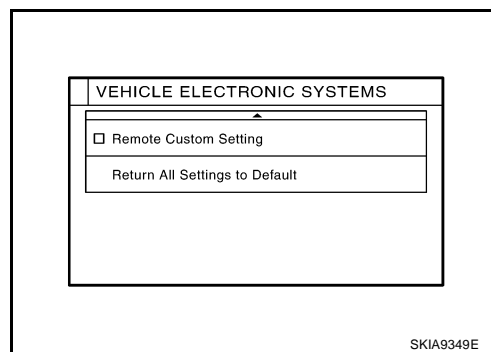 VEHICLE ELECTRONIC SYSTEMS
Remote Custom Setting
Return All Settings to Default
SKIA9349E